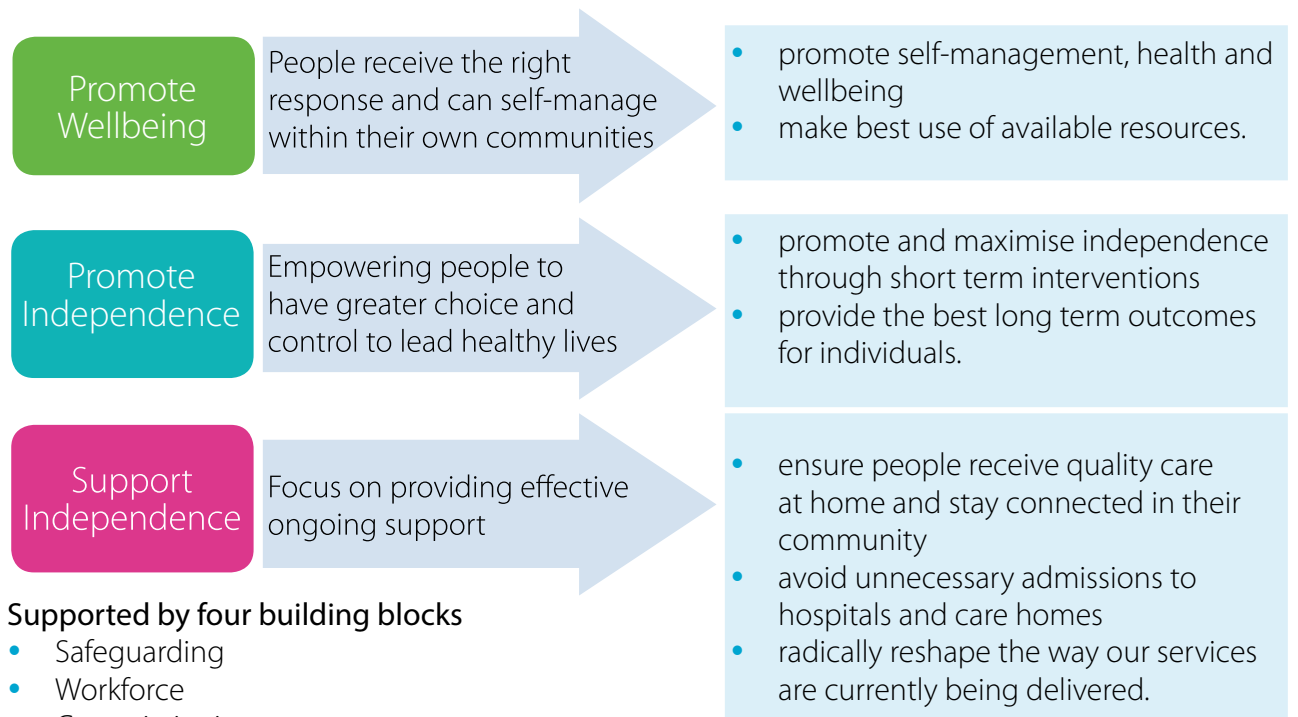 Promote
Wellbeing
People receive the right
response and can self-manage
within their own communities
• promote self-management, health and
wellbeing
• make best use of available resources.
Promote
Independence
Empowering people to
have greater choice and
control to lead healthy lives
• promote and maximise independence
through short term interventions
• provide the best long term outcomes
for individuals.
Support
Independence
Focus on providing effective
ongoing support
• ensure people receive quality care
at home and stay connected in their
community
• avoid unnecessary admissions to
hospitals and care homes
• radically reshape the way our services
are currently being delivered.
Supported by four building blocks
• Safeguarding
• Workforce